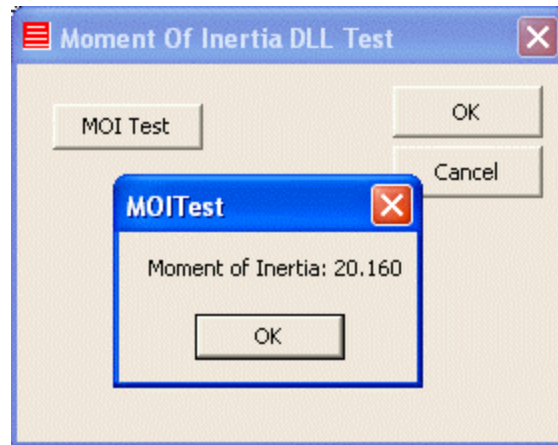 Moment Of Inertia DLL Test
MOI Test
OK
Cancel
MOITest
Moment of Inertia: 20.160
OK